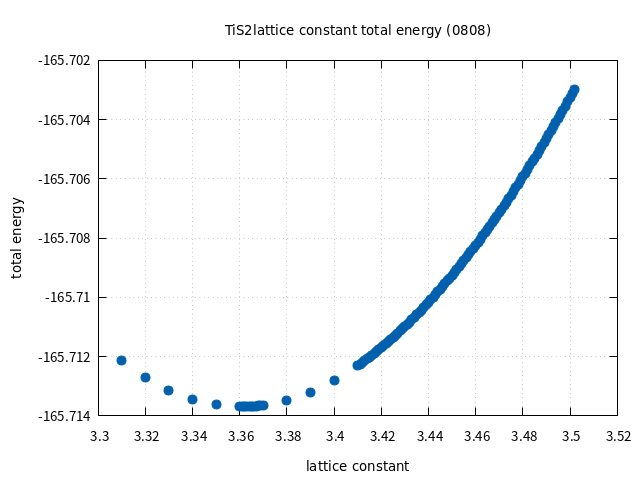 TiS2lattice constant total energy (0808)
-165.702
-165.704
-165.706
-165.708
-165.71
-165.712
-165.714
total energy
3.3 3.32 3.34 3.36 3.38 3.4 3.42 3.44 3.46 3.48 3.5 3.52
lattice constant